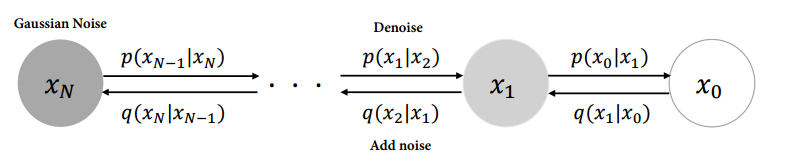 Gaussian Noise
Denoise
p(x_{N−1}|x_N)
p(x_1|x_2)
p(x_0|x_1)
x_N
. . .
x_1
x_0
q(x_N|x_{N−1})
q(x_2|x_1)
q(x_1|x_0)
Add noise